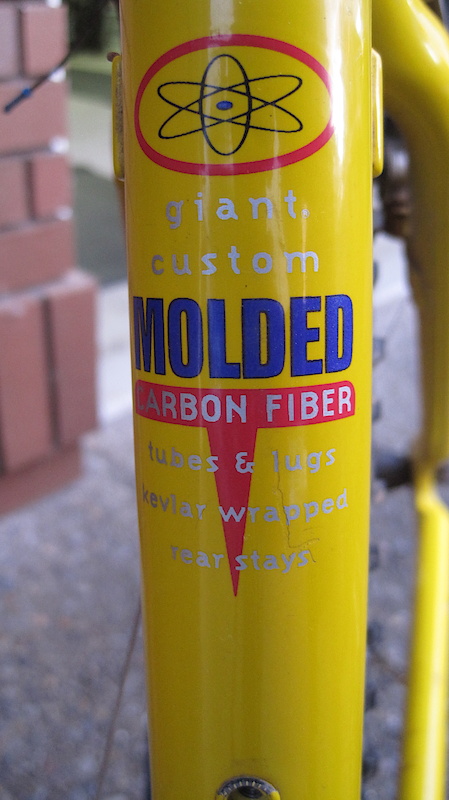 giant.
custom
MOLDED
CARBON FIBER
tubes & lugs
kevlar wrapped
rear stays